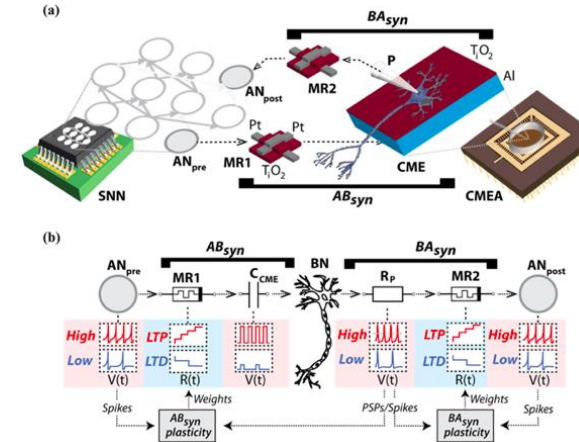 (a)
BAsyn
TiO2
P
Al
MR2
ANpost
Pt
Pt
ANpre
MR1
TiO2
CME
SNN
CMEA
ABsyn
(b)
ABsyn
BAsyn
ANpre
MR1
CCME
BN
RP
MR2
ANpost
High
LTP
High
LTP
High
Low
LTD
Low
LTD
Low
V(t)
R(t)
V(t)
V(t)
R(t)
V(t)
Spikes
Weights
PSPs/Spikes
Weights
Spikes
ABsyn
plasticity
BAsyn
plasticity